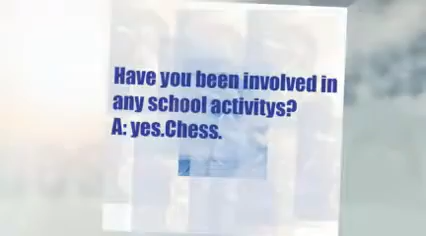 Have you been involved in
any school activitys?
A: yes.Chess.